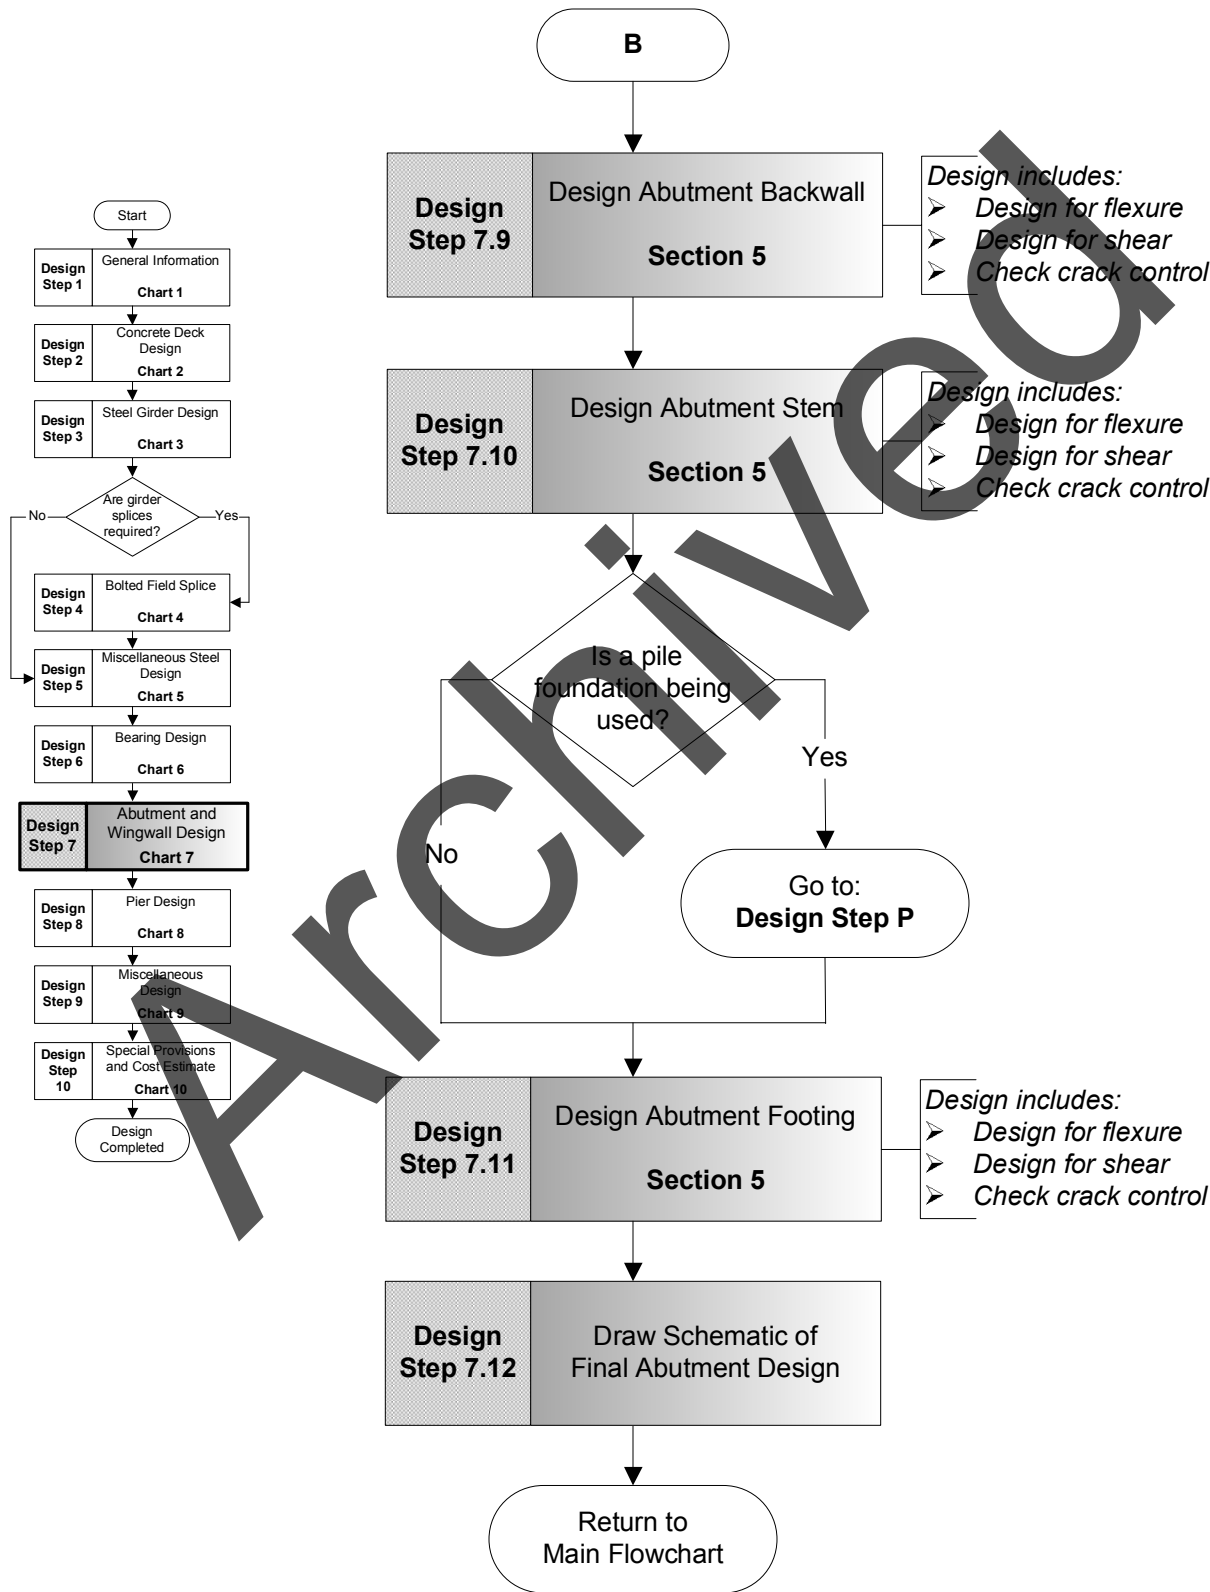 Start
Design
Step 1
General Information
Chart 1
Design
Step 2
Concrete Deck
Design
Chart 2
Design
Step 3
Steel Girder Design
Chart 3
Are girder
splices
required?
No
Yes
Design
Step 4
Bolted Field Splice
Chart 4
Design
Step 5
Miscellaneous Steel
Design
Chart 5
Design
Step 6
Bearing Design
Chart 6
Design
Step 7
Abutment and
Wingwall Design
Chart 7
Design
Step 8
Pier Design
Chart 8
Design
Step 9
Miscellaneous
Design
Chart 9
Design
Step
10
Special Provisions
and Cost Estimate
Chart 10
Design
Completed
B
Design
Step 7.9
Design Abutment Backwall
Section 5
Design includes:
➢ Design for flexure
➢ Design for shear
➢ Check crack control
Design
Step 7.10
Design Abutment Stem
Section 5
Design includes:
➢ Design for flexure
➢ Design for shear
➢ Check crack control
Is a pile
foundation being
used?
No
Yes
Go to:
Design Step P
Design
Step 7.11
Design Abutment Footing
Section 5
Design includes:
➢ Design for flexure
➢ Design for shear
➢ Check crack control
Design
Step 7.12
Draw Schematic of
Final Abutment Design
Return to
Main Flowchart
Archived